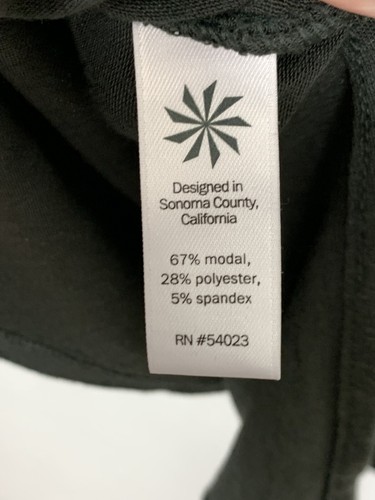 Designed in
Sonoma County,
California
67% modal,
28% polyester,
5% spandex
RN #54023